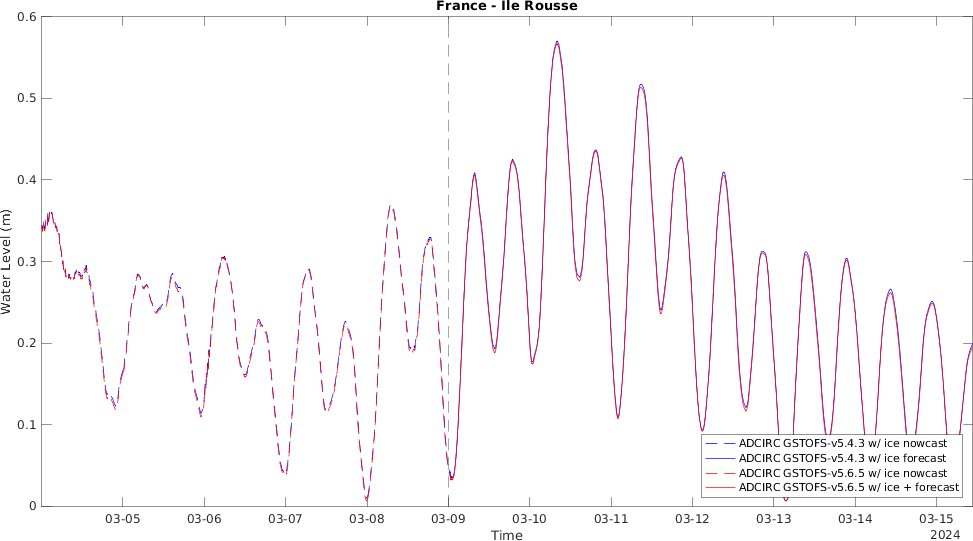 France - Ile Rousse
Water Level (m)
0.6
0.5
0.4
0.3
0.2
0.1
0
ADCIRC GSTOFS-v5.4.3 w/ ice nowcast
ADCIRC GSTOFS-v5.4.3 w/ ice forecast
ADCIRC GSTOFS-v5.6.5 w/ ice nowcast
ADCIRC GSTOFS-v5.6.5 w/ ice + forecast
03-05 03-06 03-07 03-08 03-09 03-10 03-11 03-12 03-13 03-14 03-15
Time
2024